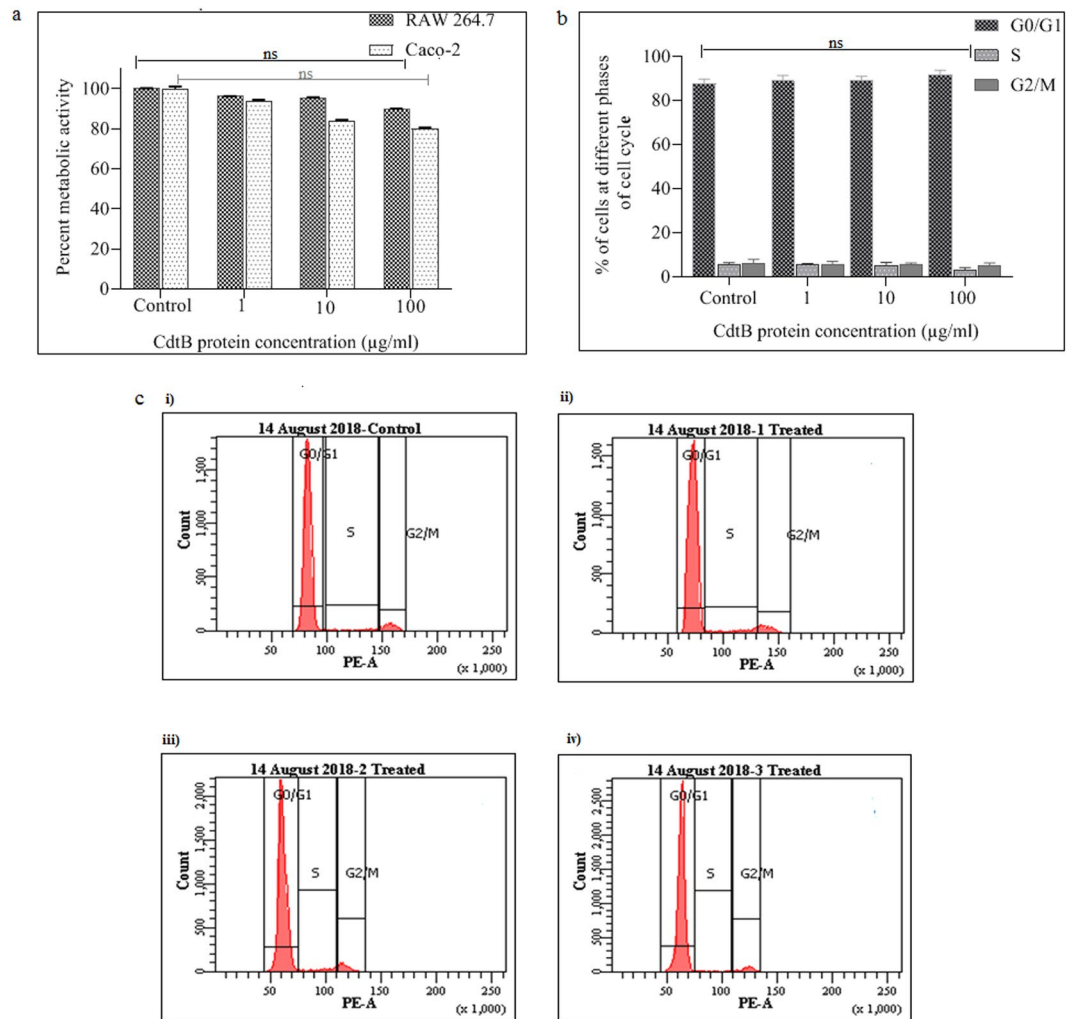 a
RAW 264.7
Caco-2
ns
ns
100
80
60
40
20
0
Percent metabolic activity
Control 1 10 100
CdtB protein concentration (µg/ml)
b
G0/G1
S
G2/M
ns
100
80
60
40
20
0
% of cells at different phases
of cell cycle
Control 1 10 100
CdtB protein concentration (µg/ml)
c
i)
14 August 2018-Control
G0/G1
S
G2/M
1,500
1,000
500
0
Count
50 100 150 200 250
PE-A
(x 1,000)
ii)
14 August 2018-1 Treated
G0/G1
S
G2/M
1,500
1,000
500
0
Count
50 100 150 200 250
PE-A
(x 1,000)
iii)
14 August 2018-2 Treated
G0/G1
S
G2/M
2,000
1,500
1,000
500
0
Count
50 100 150 200 250
PE-A
(x 1,000)
iv)
14 August 2018-3 Treated
G0/G1
S
G2/M
2,500
2,000
1,500
1,000
500
0
Count
50 100 150 200 250
PE-A
(x 1,000)